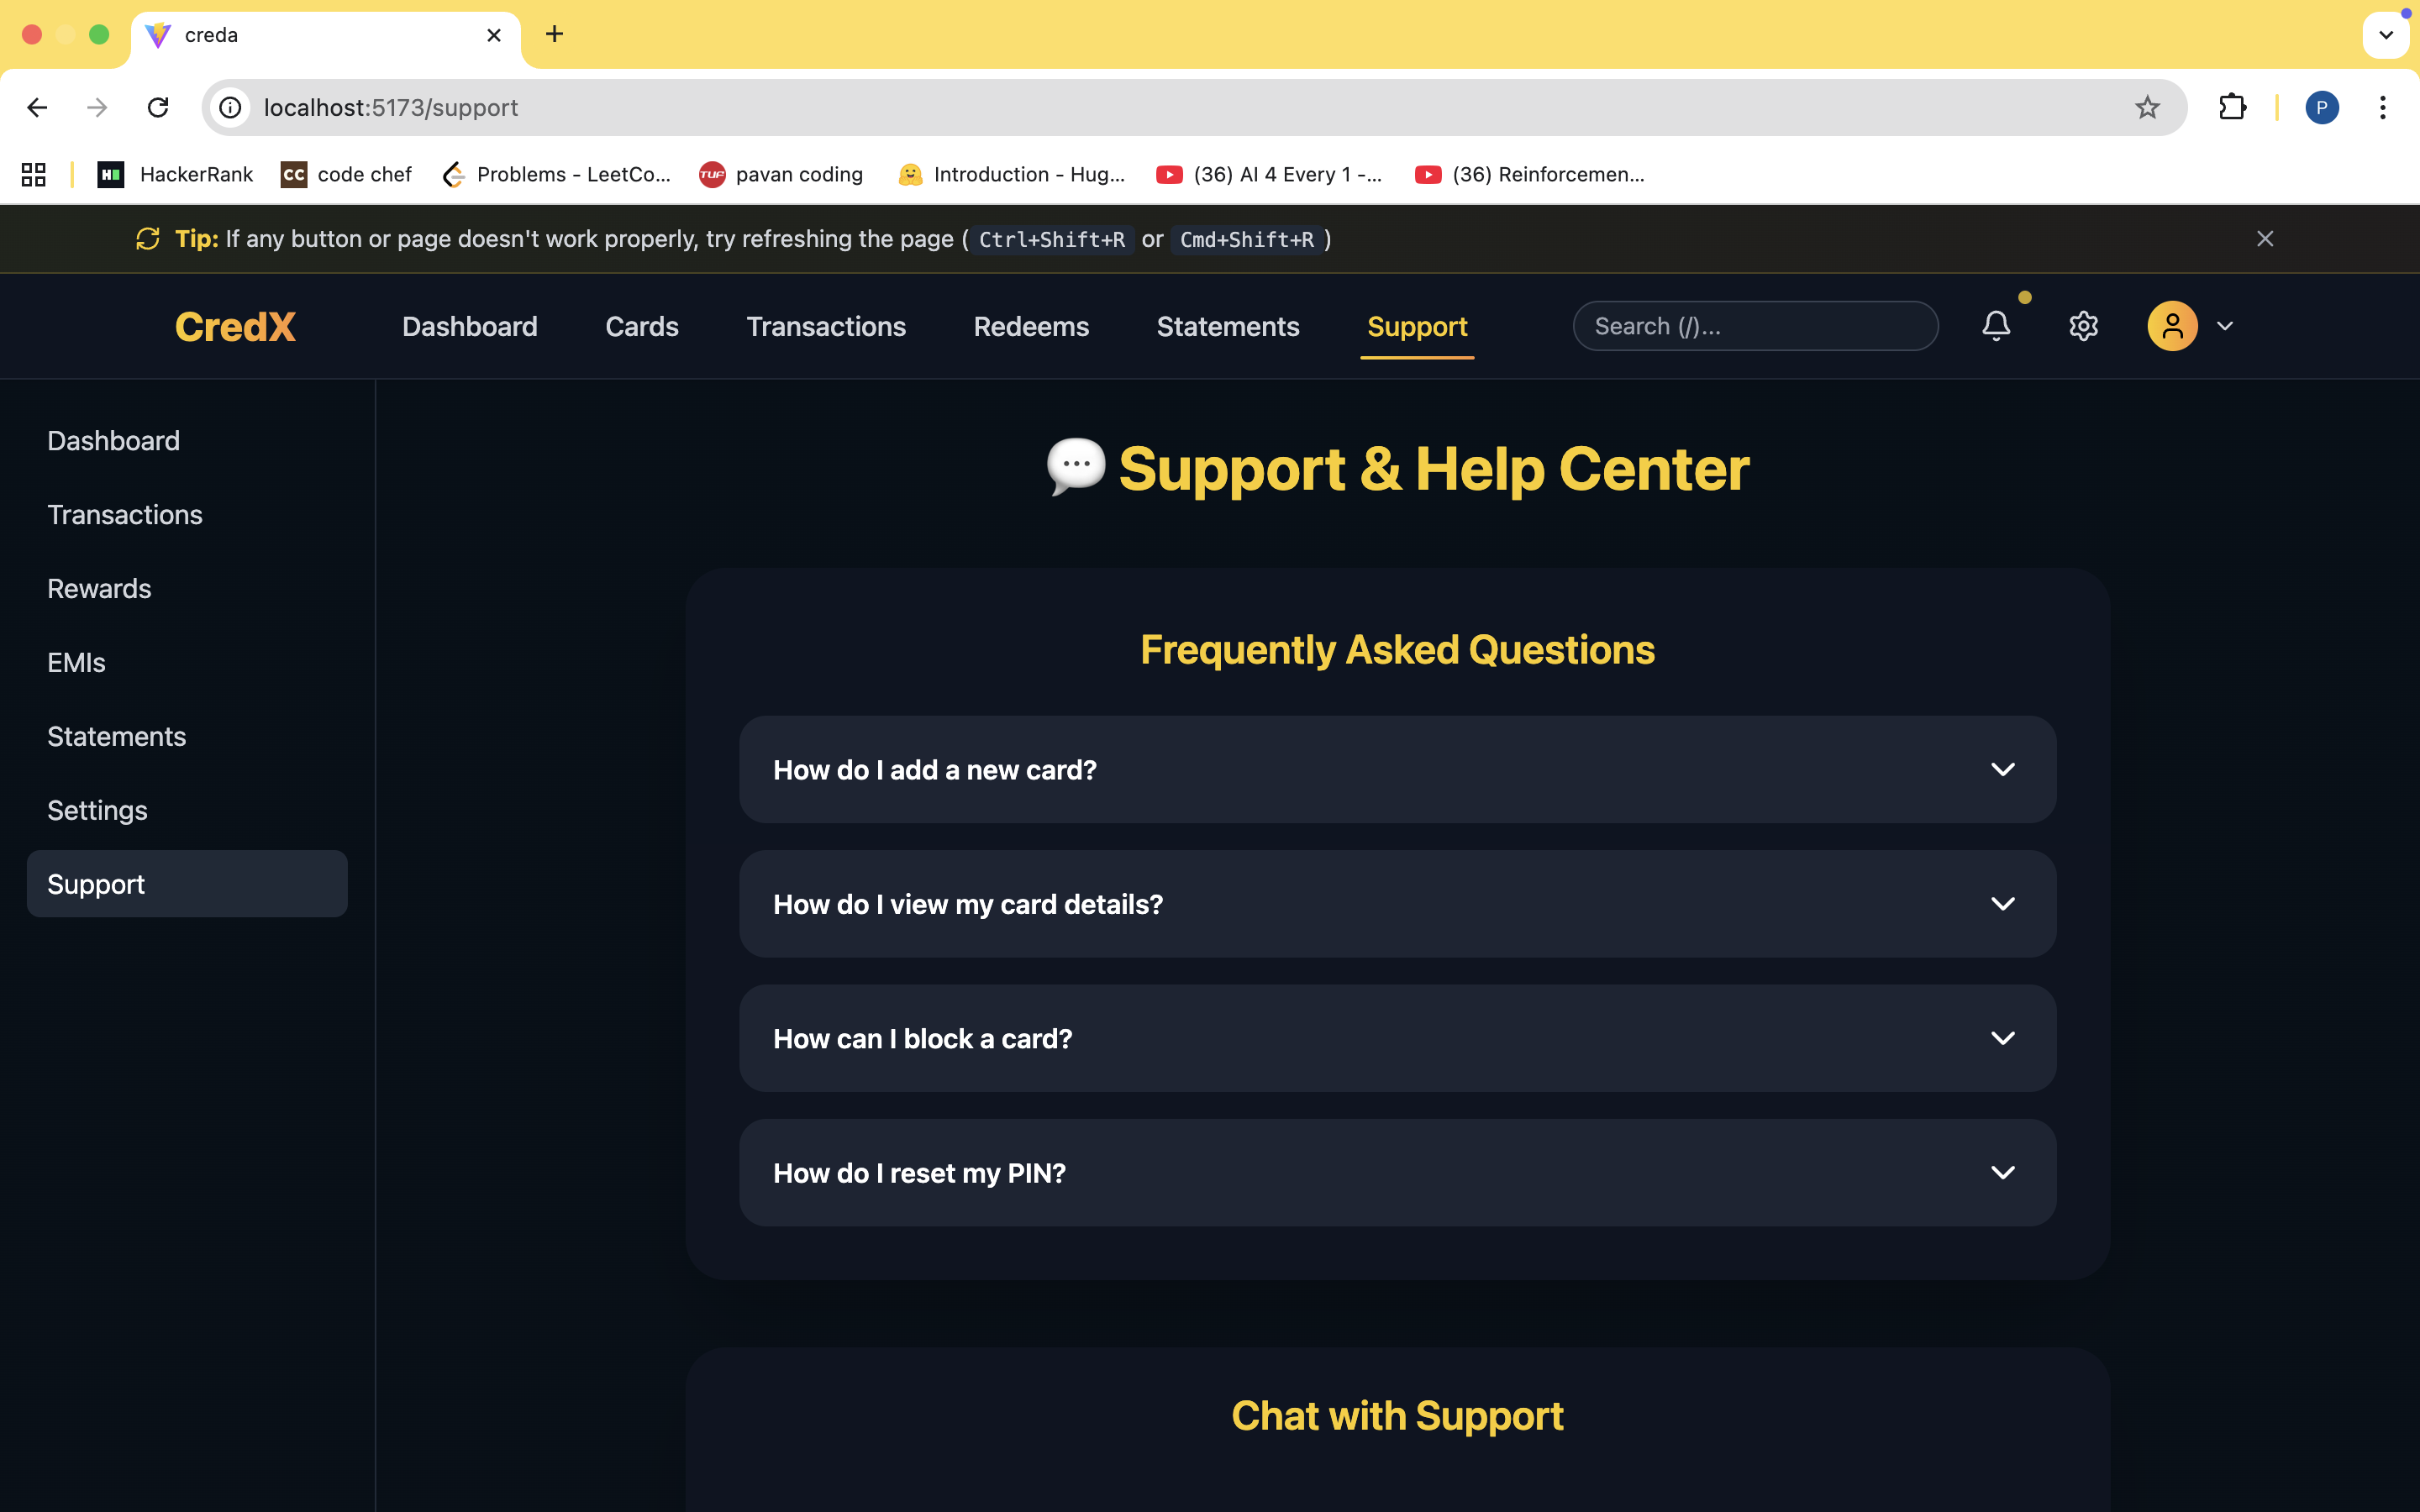 creda
localhost:5173/support
P
HackerRank
CC code chef
Problems - LeetCo...
TUF pavan coding
Introduction - Hug...
(36) AI 4 Every 1 -...
(36) Reinforcemen...
Tip: If any button or page doesn't work properly, try refreshing the page ( Ctrl+Shift+R or Cmd+Shift+R )
CredX
Dashboard
Cards
Transactions
Redeems
Statements
Support
Search (/)...
Dashboard
Transactions
Rewards
EMIs
Statements
Settings
Support
Support & Help Center
Frequently Asked Questions
How do I add a new card?
How do I view my card details?
How can I block a card?
How do I reset my PIN?
Chat with Support